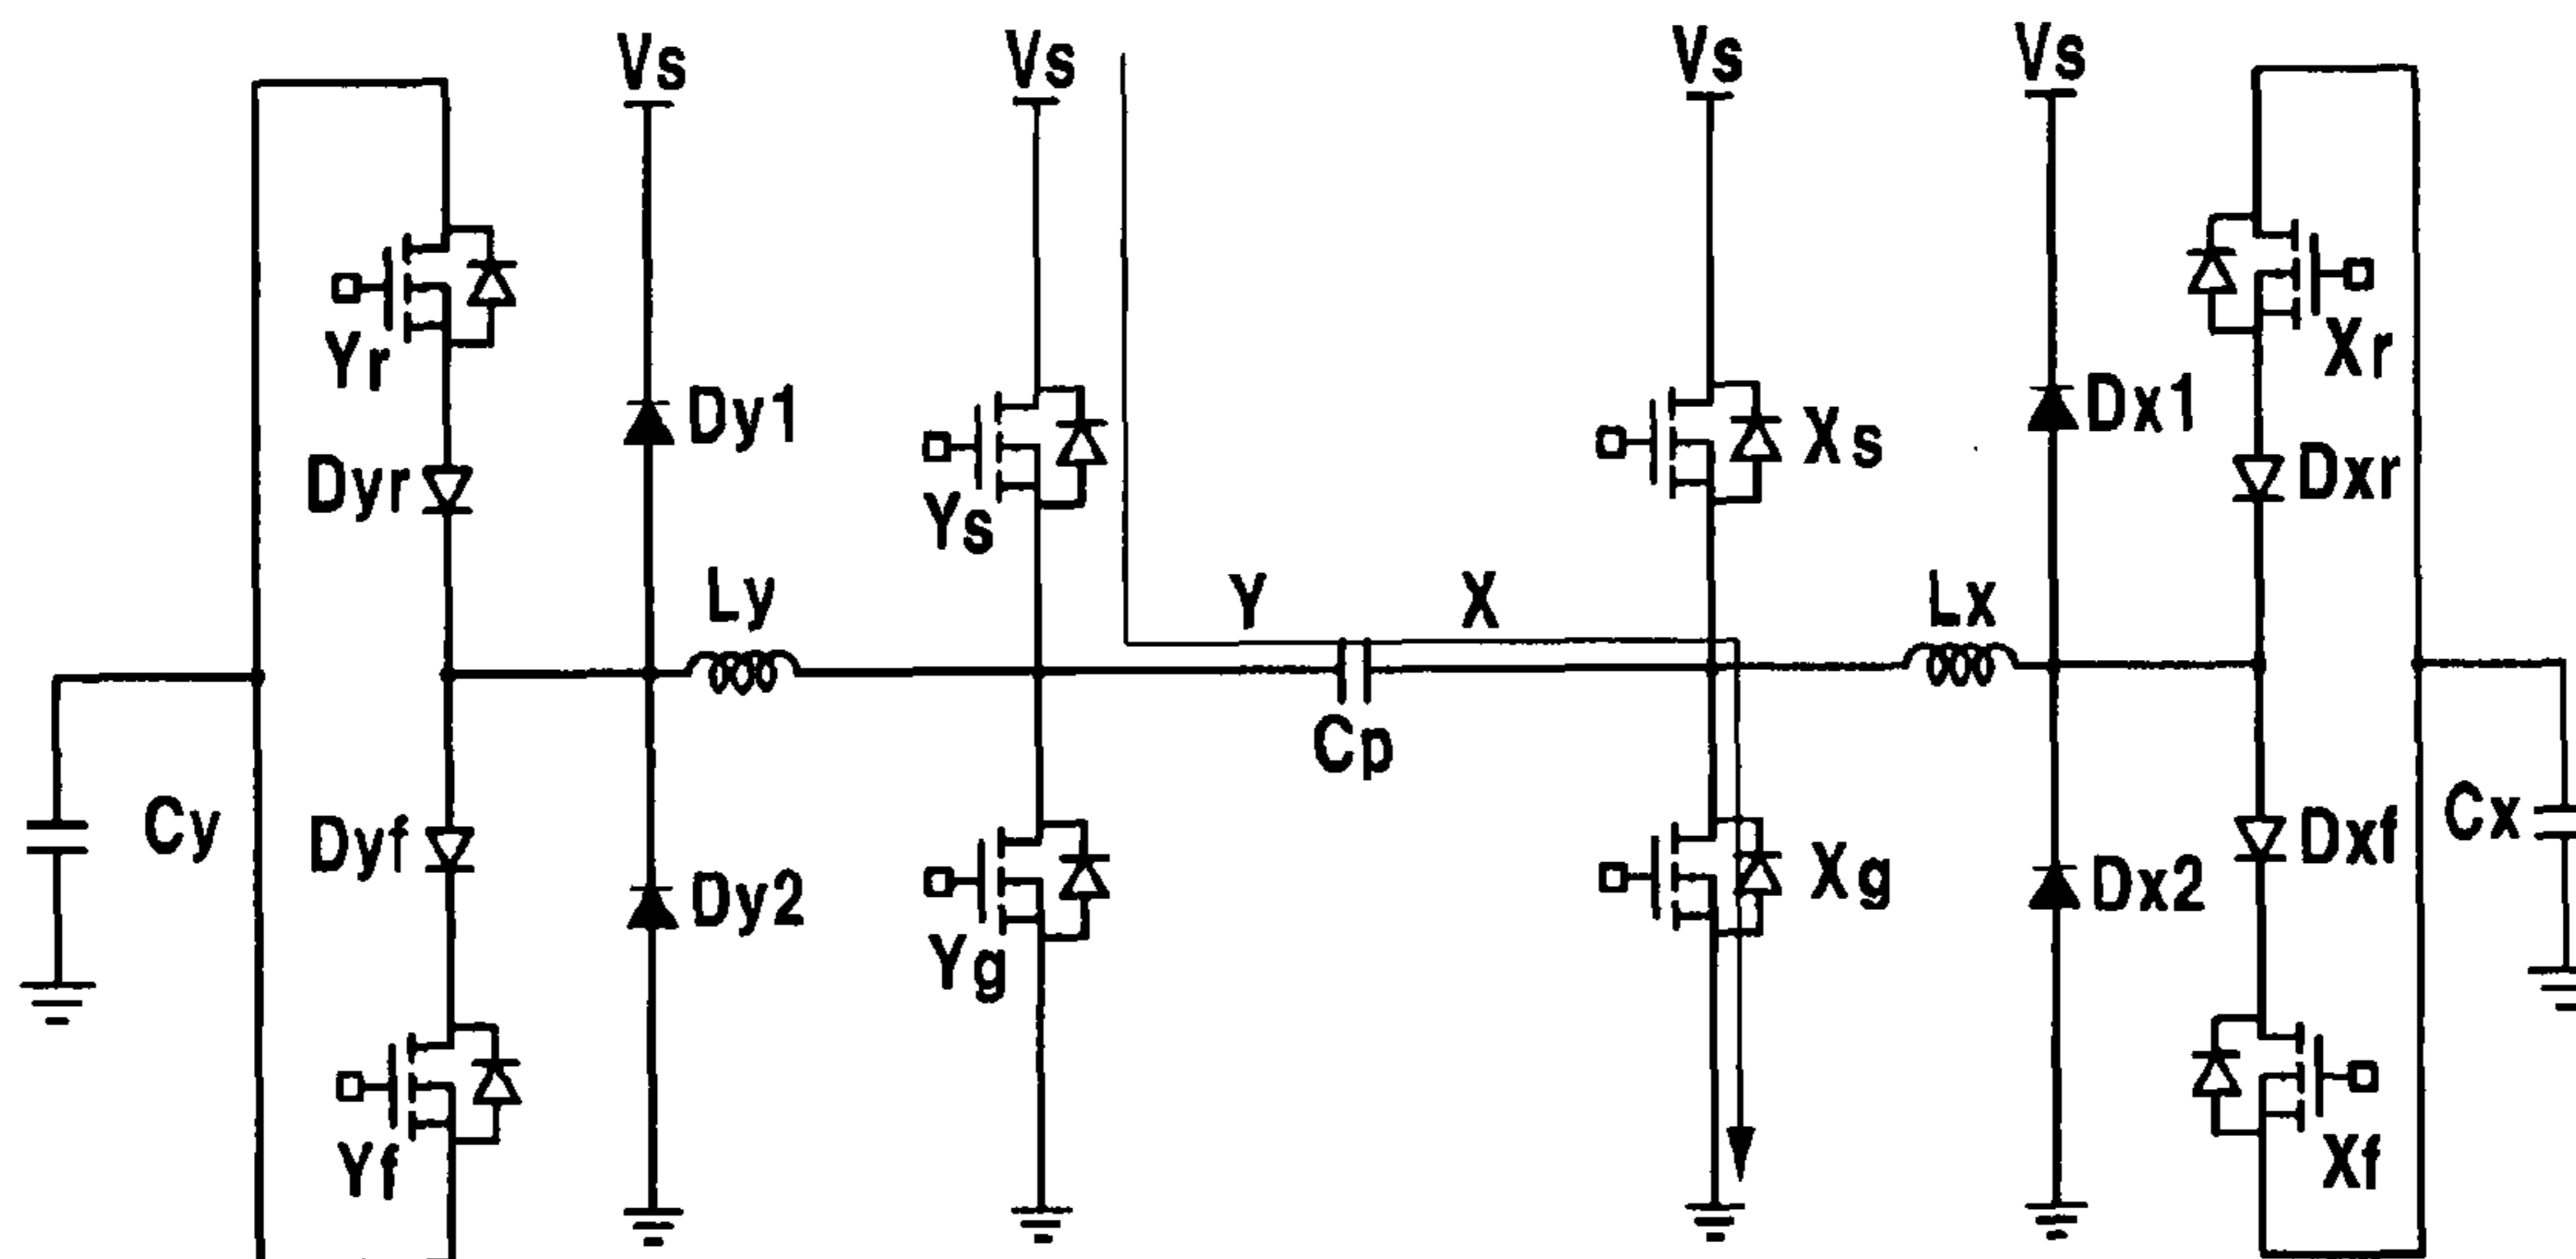 Vs
Vs
Vs
Vs
Yr
Xr
Dy1
Dx1
Xs
Dyr
Dxr
Ys
Ly
Y
X
Lx
Cp
Cy
Dyf
Dy2
Yg
Xg
Dx2
Dxf
Cx
Yf
Xf